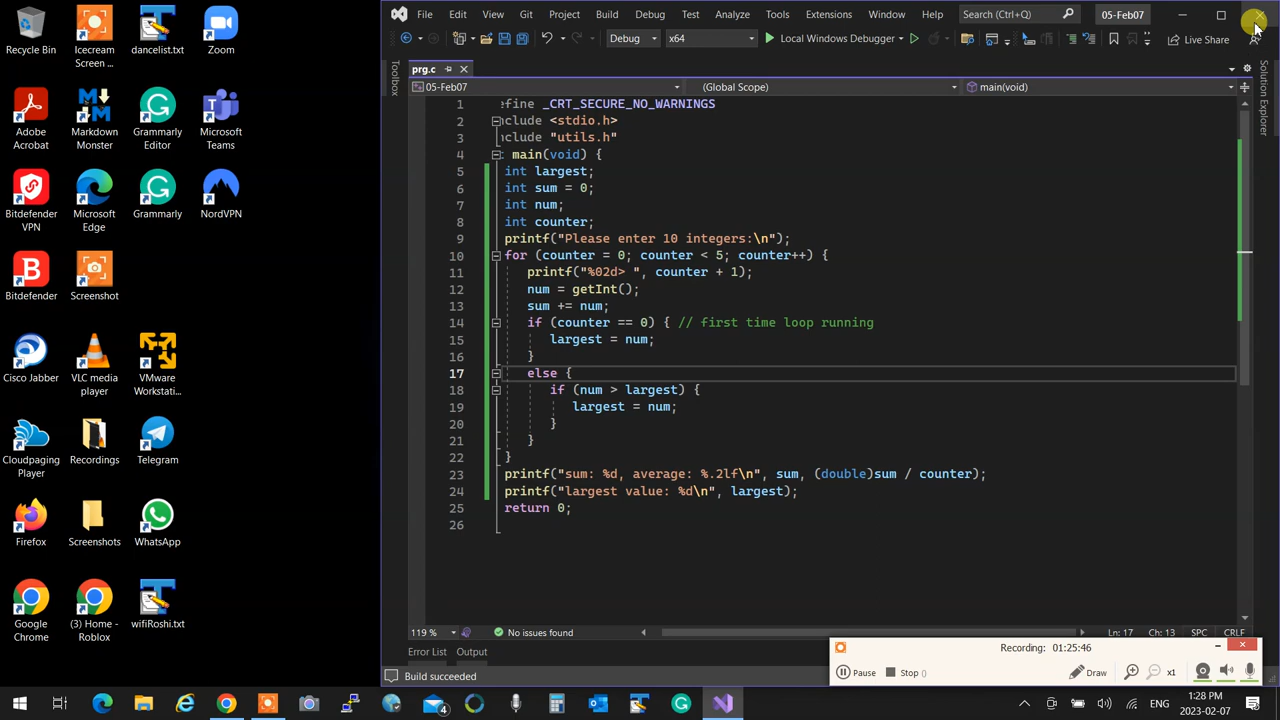 File Edit View Git Project Build Debug Test Analyze Tools Extensions Window Help Search (Ctrl+Q) 05-Feb07
Debug x64 Local Windows Debugger Live Share
Toolbox
Solution Explorer
prg.c
05-Feb07 (Global Scope) main(void)
1 efine _CRT_SECURE_NO_WARNINGS
2 clude <stdio.h>
3 clude "utils.h"
4 main(void) {
5 int largest;
6 int sum = 0;
7 int num;
8 int counter;
9 printf("Please enter 10 integers:\n");
10 for (counter = 0; counter < 5; counter++) {
11 printf("%02d> ", counter + 1);
12 num = getInt();
13 sum += num;
14 if (counter == 0) { // first time loop running
15 largest = num;
16 }
17 else {
18 if (num > largest) {
19 largest = num;
20 }
21 }
22 }
23 printf("sum: %d, average: %.2lf\n", sum, (double)sum / counter);
24 printf("largest value: %d\n", largest);
25 return 0;
26
119 % No issues found Ln: 17 Ch: 13 SPC CRLF
Error List Output
Build succeeded
Recording: 01:25:46
Pause Stop () Draw x1
Recycle Bin
Icecream Screen ...
dancelist.txt
Zoom
Adobe Acrobat
Markdown Monster
Grammarly Editor
Microsoft Teams
Bitdefender VPN
Microsoft Edge
Grammarly
NordVPN
Bitdefender
Screenshot
Cisco Jabber
VLC media player
VMware Workstati...
Cloudpaging Player
Recordings
Telegram
Firefox
Screenshots
WhatsApp
Google Chrome
(3) Home - Roblox
wifiRoshi.txt
4
ENG
1:28 PM
2023-02-07